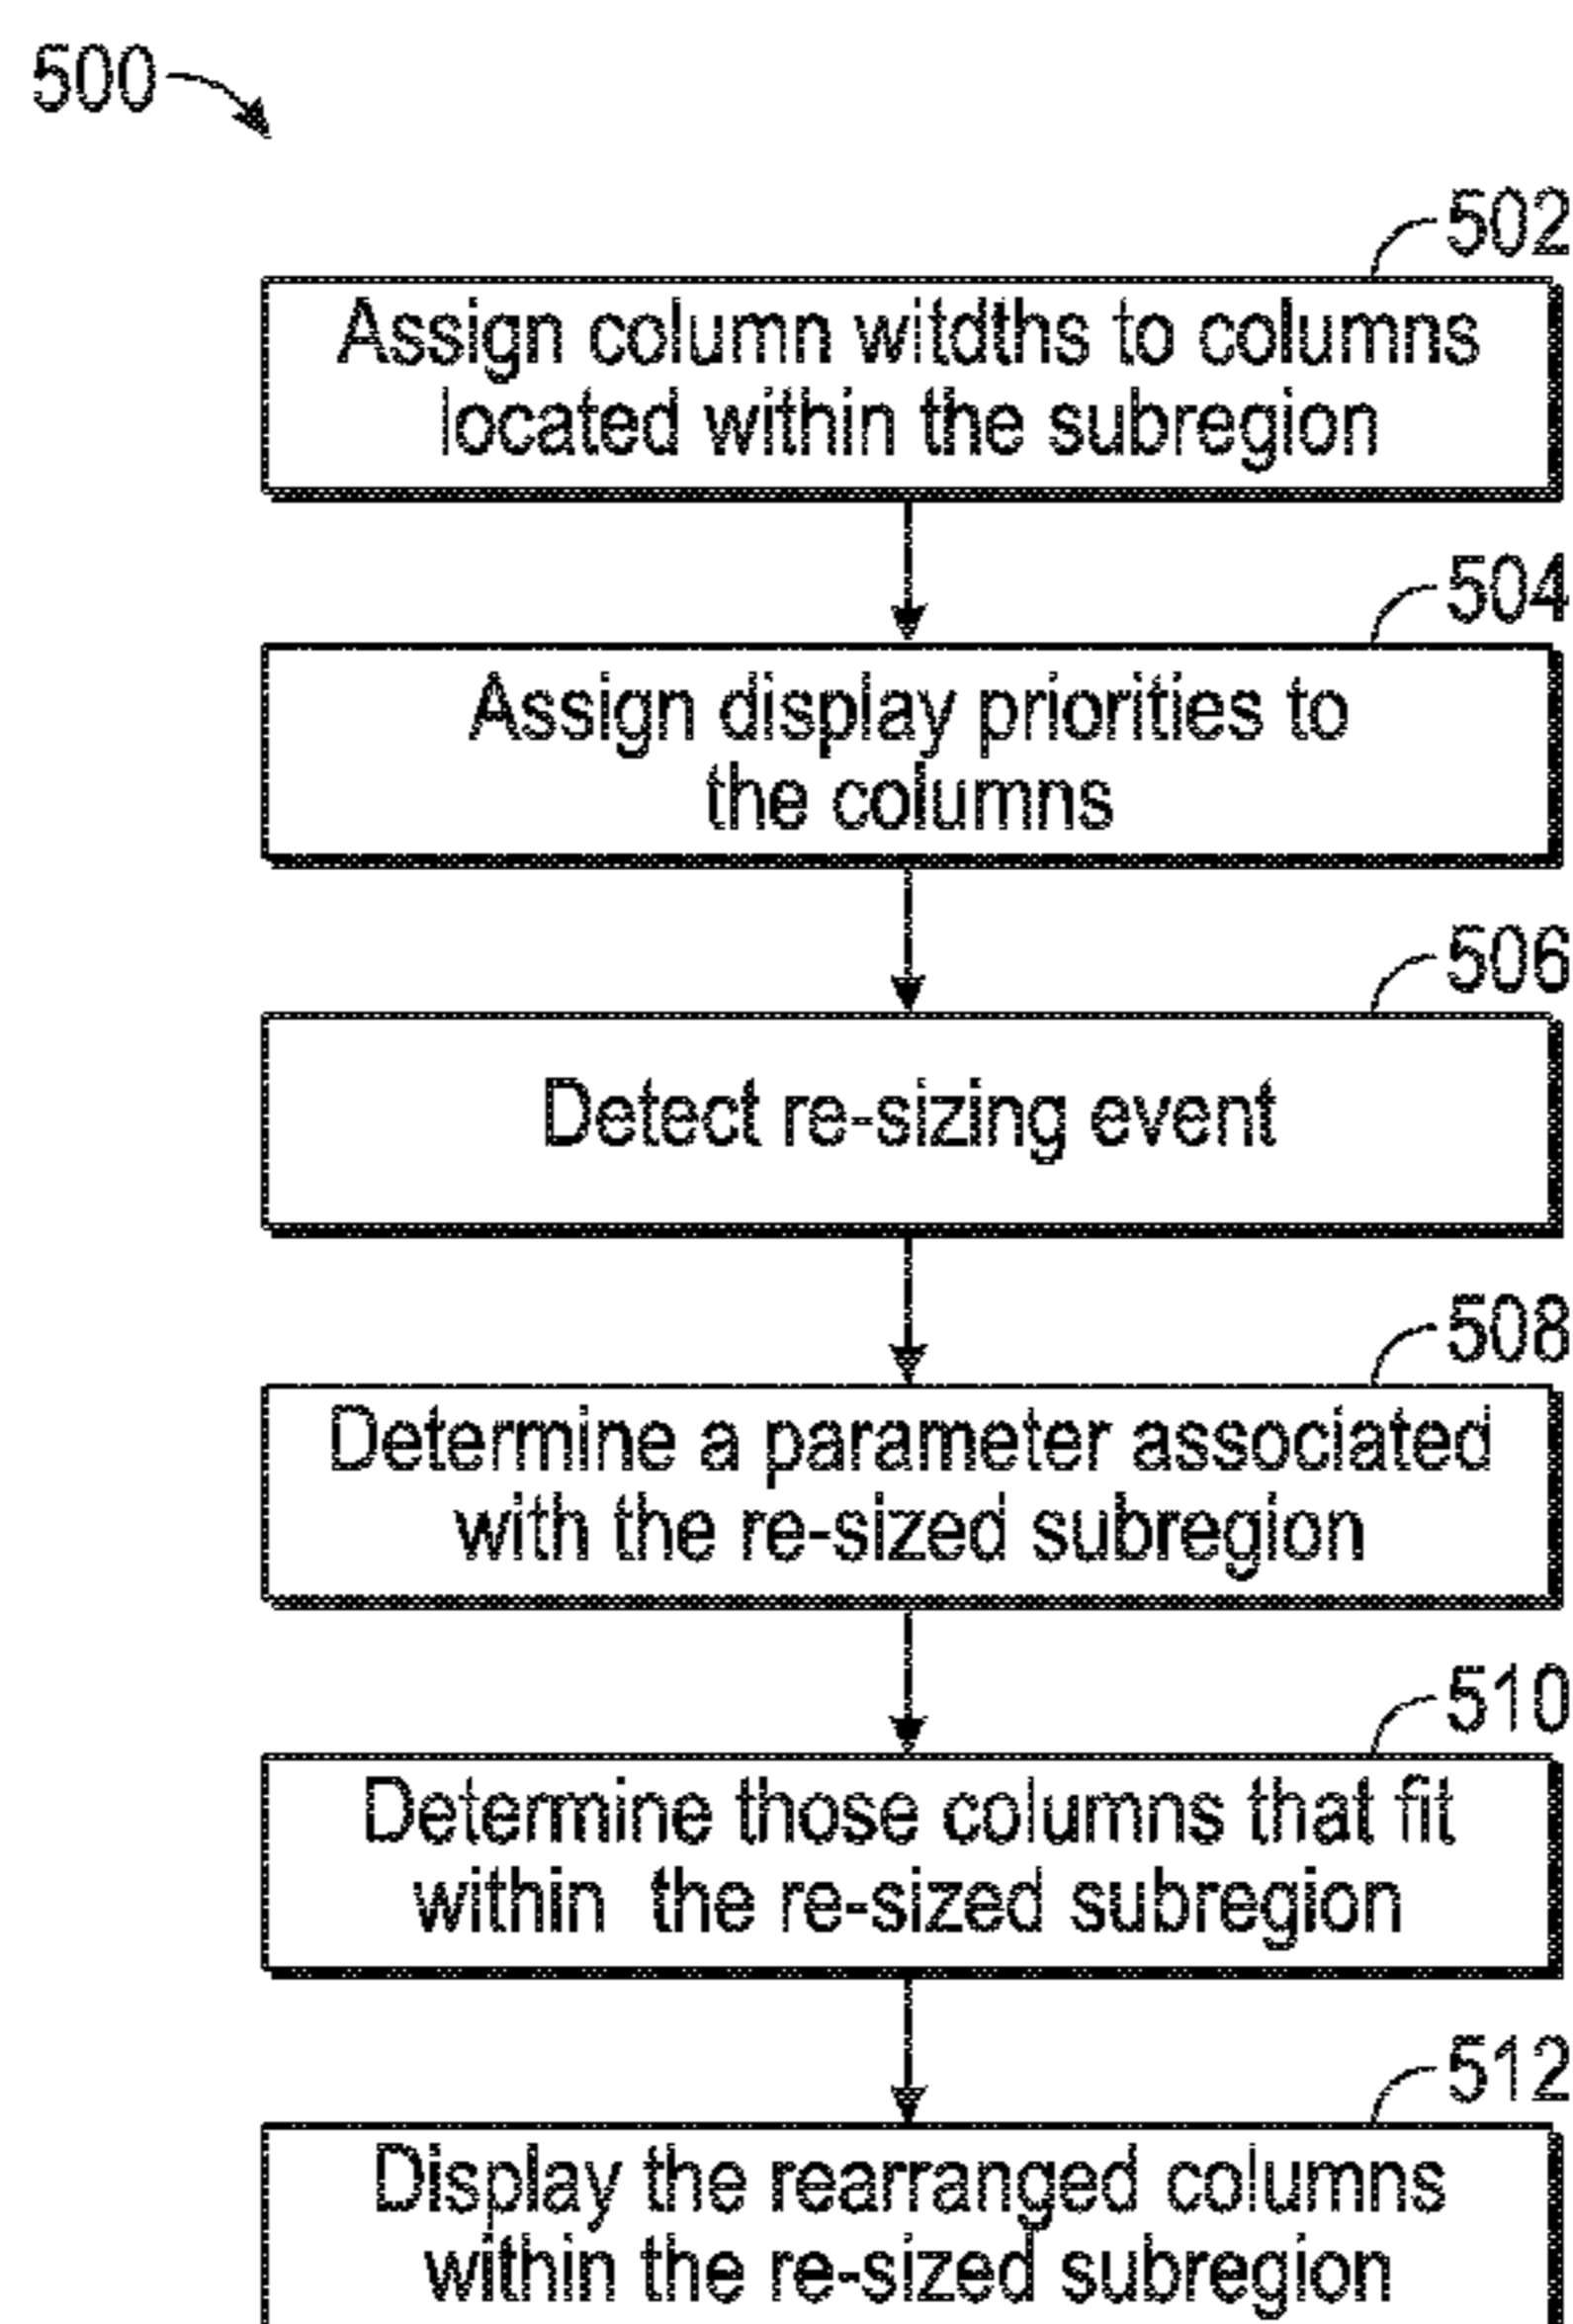 500
502
Assign column witdths to columns
located within the subregion
504
Assign display priorities to
the columns
506
Detect re-sizing event
508
Determine a parameter associated
with the re-sized subregion
510
Determine those columns that fit
within the re-sized subregion
512
Display the rearranged columns
within the re-sized subregion